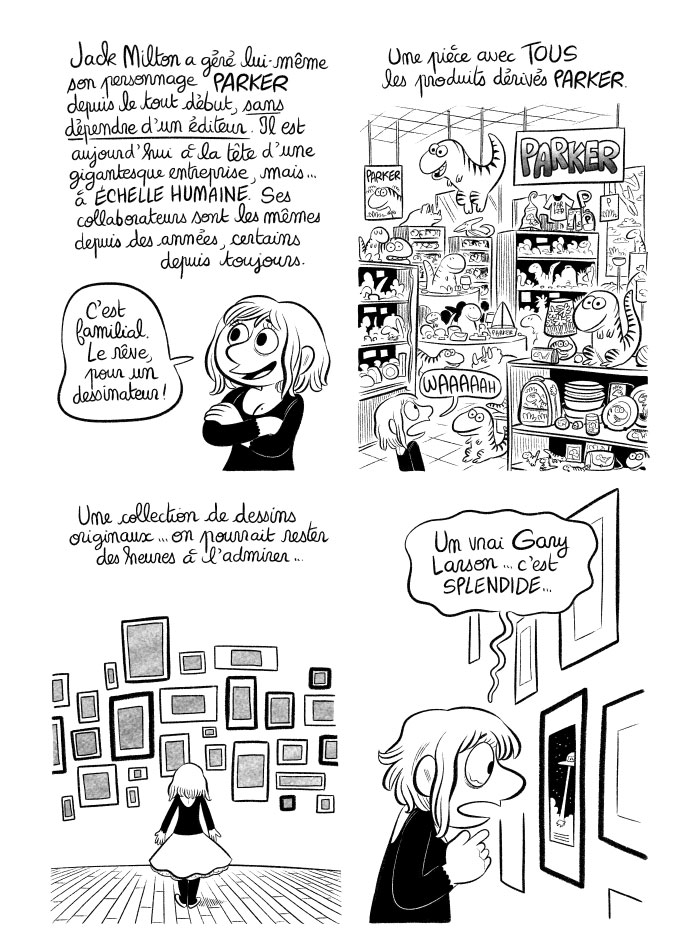 Jack Milton a géré lui-même
son personnage PARKER
depuis le tout début, sans
dépendre d'un éditeur. Il est
aujourd'hui à la tête d'une
gigantesque entreprise, mais...
à ÉCHELLE HUMAINE. Ses
collaborateurs sont les mêmes
depuis des années, certains
depuis toujours.
C'est
familial.
Le rêve,
pour un
dessinateur!
Une pièce avec TOUS
les produits dérivés PARKER.
PARKER
PARKER
PARKER
WAAAAAH
Une collection de dessins
originaux... on pourrait rester
des heures à l'admirer...
Un vrai Gary
Larson... c'est
SPLENDIDE...